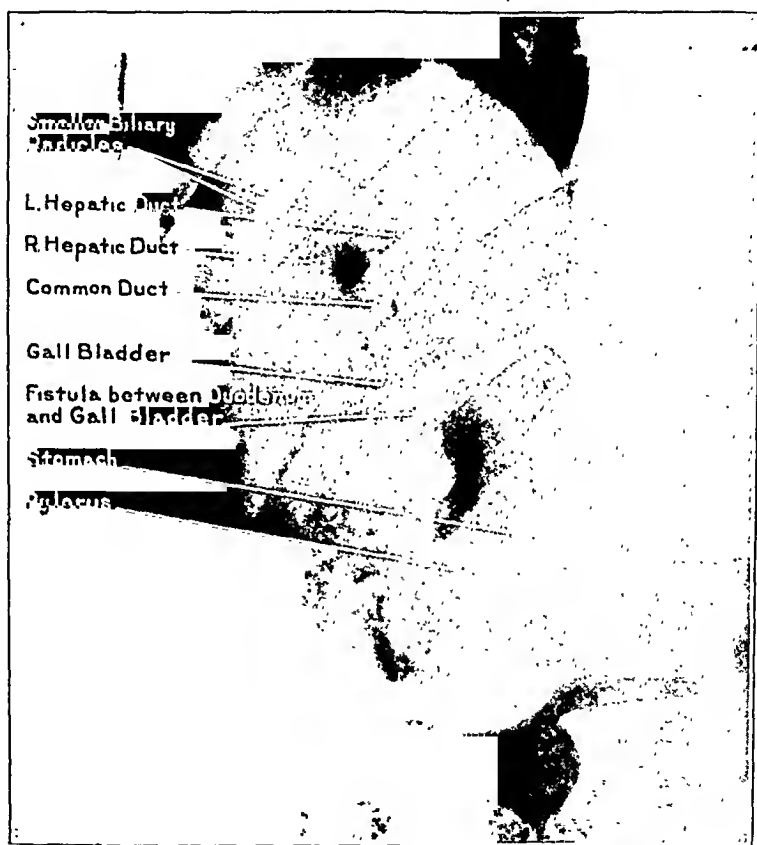 Smaller Biliary
Radicles
L. Hepatic Duct
R. Hepatic Duct
Common Duct
Gall Bladder
Fistula between Duodenum
and Gall Bladder
Stomach
Pylorus